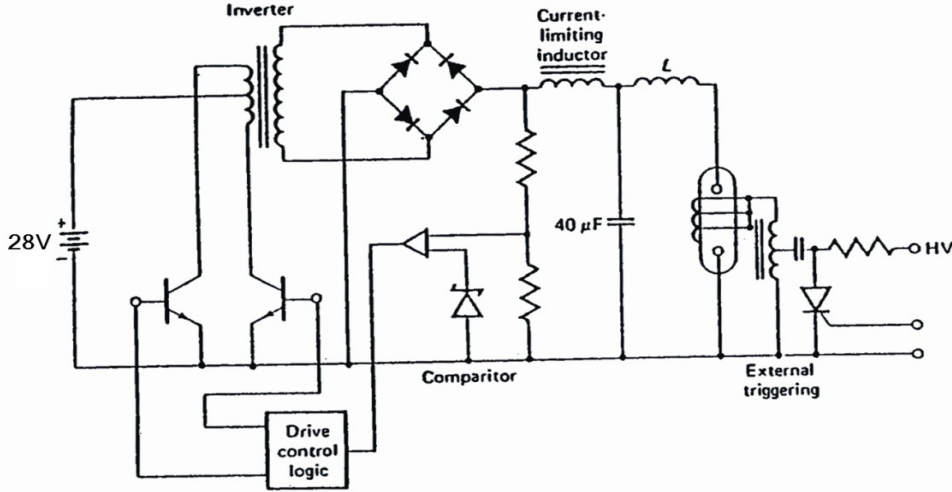 Inverter
Current-
limiting
inductor
L
+
28V
-
40 μF
HV
Comparitor
External
triggering
Drive
control
logic